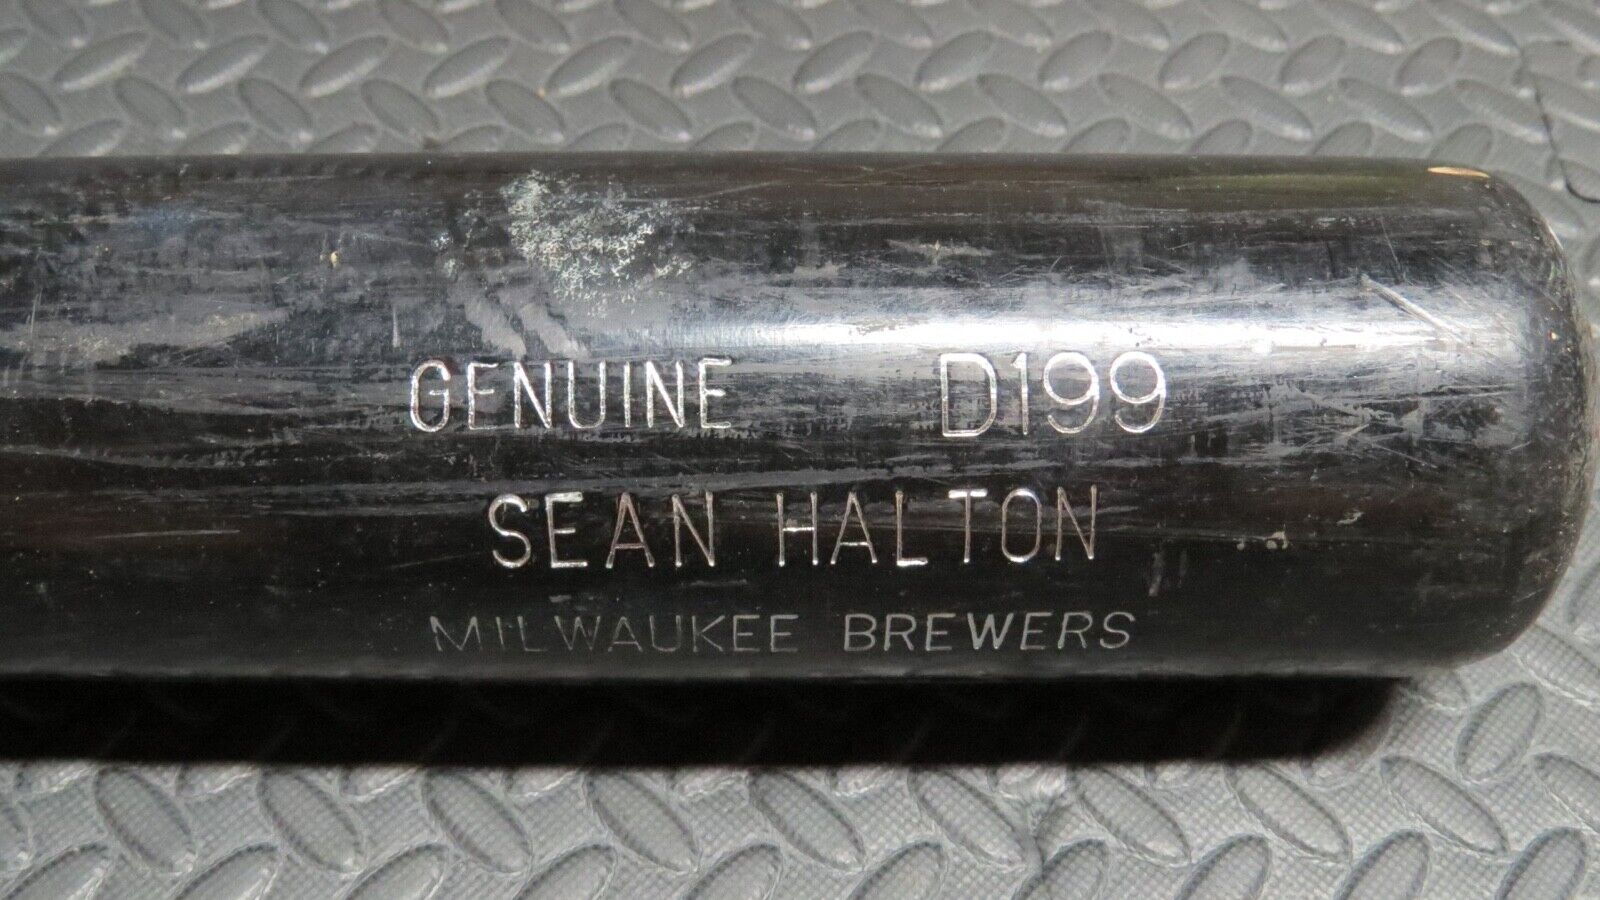 GENUINE D199
SEAN HALTON
MILWAUKEE BREWERS